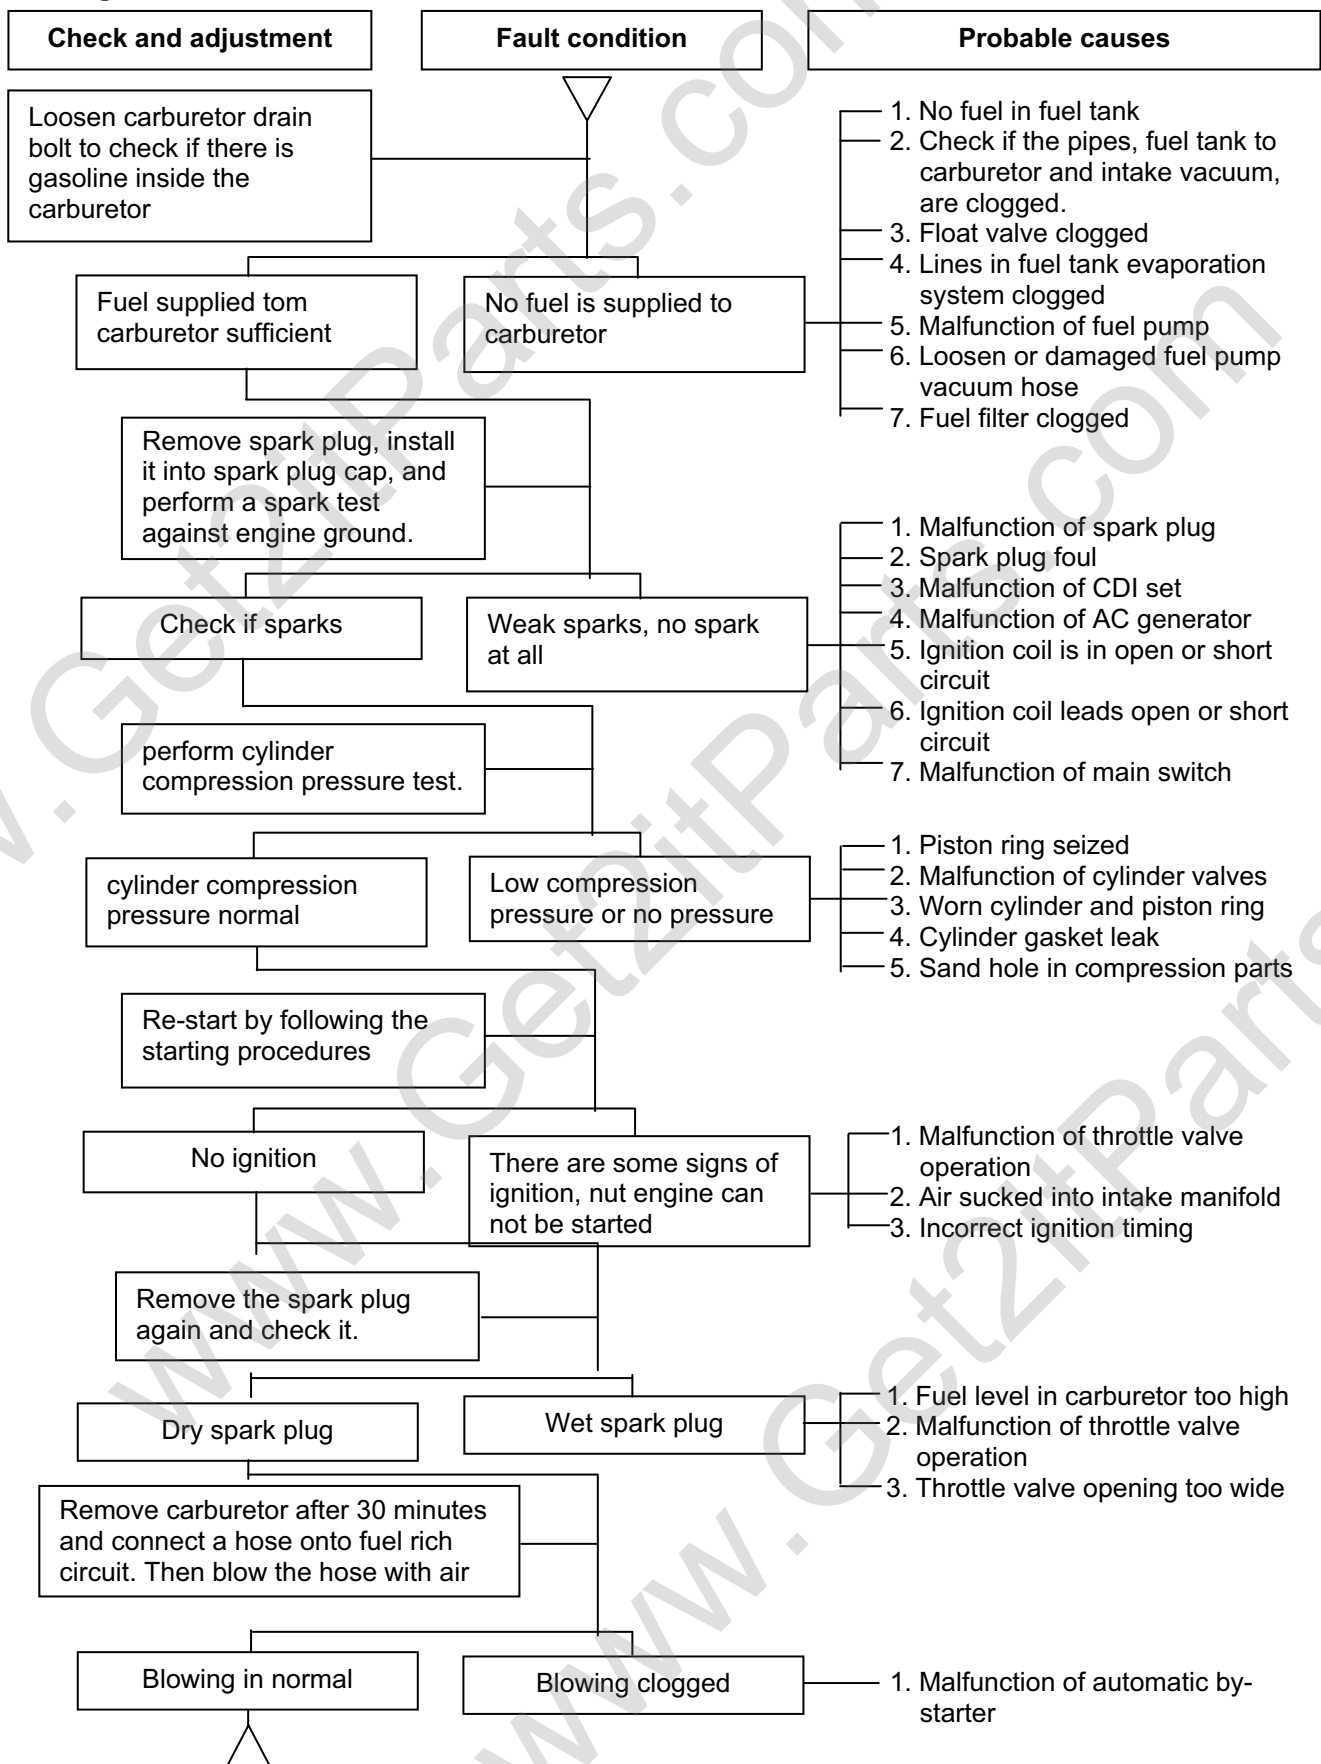 Check and adjustment
Fault condition
Probable causes
Loosen carburetor drain
bolt to check if there is
gasoline inside the
carburetor
1. No fuel in fuel tank
2. Check if the pipes, fuel tank to
carburetor and intake vacuum,
are clogged.
3. Float valve clogged
4. Lines in fuel tank evaporation
system clogged
5. Malfunction of fuel pump
6. Loosen or damaged fuel pump
vacuum hose
7. Fuel filter clogged
Fuel supplied tom
carburetor sufficient
No fuel is supplied to
carburetor
Remove spark plug, install
it into spark plug cap, and
perform a spark test
against engine ground.
Check if sparks
Weak sparks, no spark
at all
1. Malfunction of spark plug
2. Spark plug foul
3. Malfunction of CDI set
4. Malfunction of AC generator
5. Ignition coil is in open or short
circuit
6. Ignition coil leads open or short
circuit
7. Malfunction of main switch
perform cylinder
compression pressure test.
cylinder compression
pressure normal
Low compression
pressure or no pressure
1. Piston ring seized
2. Malfunction of cylinder valves
3. Worn cylinder and piston ring
4. Cylinder gasket leak
5. Sand hole in compression parts
Re-start by following the
starting procedures
No ignition
There are some signs of
ignition, nut engine can
not be started
1. Malfunction of throttle valve
operation
2. Air sucked into intake manifold
3. Incorrect ignition timing
Remove the spark plug
again and check it.
Dry spark plug
Wet spark plug
1. Fuel level in carburetor too high
2. Malfunction of throttle valve
operation
3. Throttle valve opening too wide
Remove carburetor after 30 minutes
and connect a hose onto fuel rich
circuit. Then blow the hose with air
Blowing in normal
Blowing clogged
1. Malfunction of automatic by-
starter
w.Get2itParts.com
www.Get2itParts.com
www.Get2itParts